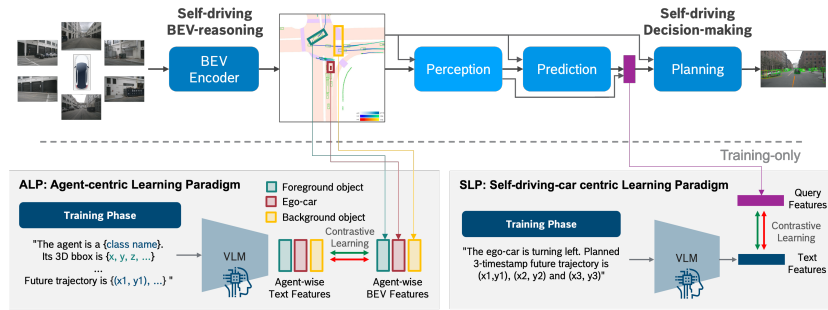 Self-driving
BEV-reasoning
Self-driving
Decision-making
BEV
Encoder
Perception
Prediction
Planning
Training-only
ALP: Agent-centric Learning Paradigm
Foreground object
Ego-car
Background object
Training Phase
"The agent is a {class name}.
Its 3D bbox is {x, y, z, ...}
...
Future trajectory is {(x1, y1), ...} "
VLM
Contrastive
Learning
Agent-wise
Text Features
Agent-wise
BEV Features
SLP: Self-driving-car centric Learning Paradigm
Training Phase
"The ego-car is turning left. Planned
3-timestamp future trajectory is
(x1,y1), (x2, y2) and (x3, y3)"
VLM
Query
Features
Contrastive
Learning
Text
Features